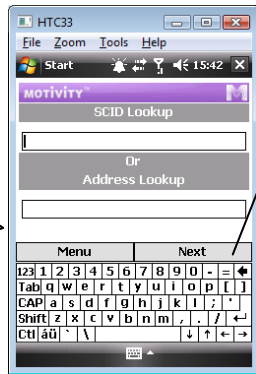 HTC33
File Zoom Tools Help
Start 15:42
MOTIVITY™ M
SCID Lookup
Or
Address Lookup
Menu Next
123 1 2 3 4 5 6 7 8 9 0 - =
Tab q w e r t y u i o p [ ]
CAP a s d f g h j k l ; '
Shift z x c v b n m , . /
Ctl áü ` \ ↓ ↑ ← →